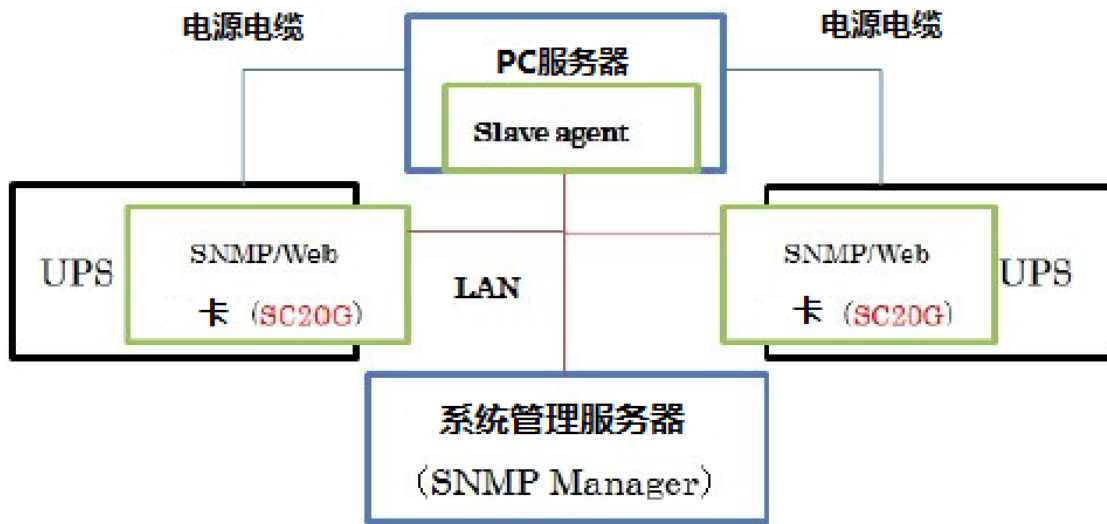 电源电缆
电源电缆
PC服务器
Slave agent
UPS
SNMP/Web
卡（SC20G）
LAN
SNMP/Web
卡（SC20G）
UPS
系统管理服务器
（SNMP Manager）